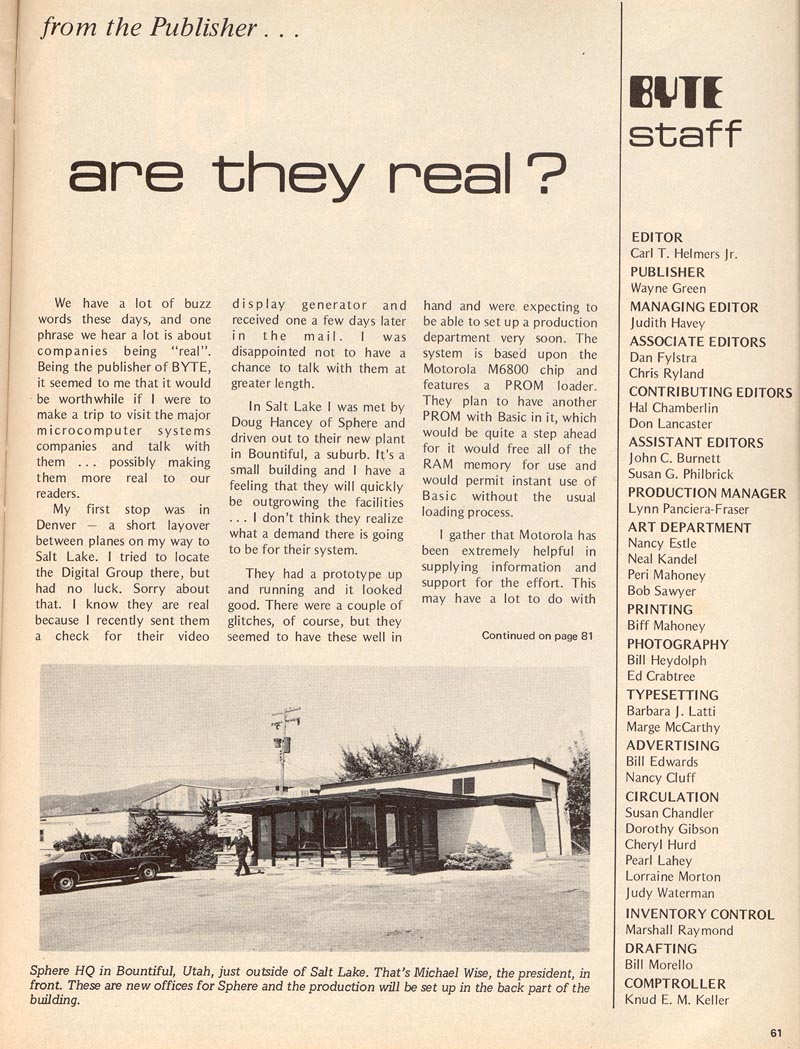 from the Publisher . . .
are they real?
We have a lot of buzz
words these days, and one
phrase we hear a lot is about
companies being "real".
Being the publisher of BYTE,
it seemed to me that it would
be worthwhile if I were to
make a trip to visit the major
microcomputer systems
companies and talk with
them ... possibly making
them more real to our
readers.
My first stop was in
Denver — a short layover
between planes on my way to
Salt Lake. I tried to locate
the Digital Group there, but
had no luck. Sorry about
that. I know they are real
because I recently sent them
a check for their video
display generator and
received one a few days later
in the mail. I was
disappointed not to have a
chance to talk with them at
greater length.
In Salt Lake I was met by
Doug Hancey of Sphere and
driven out to their new plant
in Bountiful, a suburb. It's a
small building and I have a
feeling that they will quickly
be outgrowing the facilities
... I don't think they realize
what a demand there is going
to be for their system.
They had a prototype up
and running and it looked
good. There were a couple of
glitches, of course, but they
seemed to have these well in
hand and were expecting to
be able to set up a production
department very soon. The
system is based upon the
Motorola M6800 chip and
features a PROM loader.
They plan to have another
PROM with Basic in it, which
would be quite a step ahead
for it would free all of the
RAM memory for use and
would permit instant use of
Basic without the usual
loading process.
I gather that Motorola has
been extremely helpful in
supplying information and
support for the effort. This
may have a lot to do with
Continued on page 81
Sphere HQ in Bountiful, Utah, just outside of Salt Lake. That's Michael Wise, the president, in
front. These are new offices for Sphere and the production will be set up in the back part of the
building.
BYTE
staff
EDITOR
Carl T. Helmers Jr.
PUBLISHER
Wayne Green
MANAGING EDITOR
Judith Havey
ASSOCIATE EDITORS
Dan Fylstra
Chris Ryland
CONTRIBUTING EDITORS
Hal Chamberlin
Don Lancaster
ASSISTANT EDITORS
John C. Burnett
Susan G. Philbrick
PRODUCTION MANAGER
Lynn Panciera-Fraser
ART DEPARTMENT
Nancy Estle
Neal Kandel
Peri Mahoney
Bob Sawyer
PRINTING
Biff Mahoney
PHOTOGRAPHY
Bill Heydolph
Ed Crabtree
TYPESETTING
Barbara J. Latti
Marge McCarthy
ADVERTISING
Bill Edwards
Nancy Cluff
CIRCULATION
Susan Chandler
Dorothy Gibson
Cheryl Hurd
Pearl Lahey
Lorraine Morton
Judy Waterman
INVENTORY CONTROL
Marshall Raymond
DRAFTING
Bill Morello
COMPTROLLER
Knud E. M. Keller
61